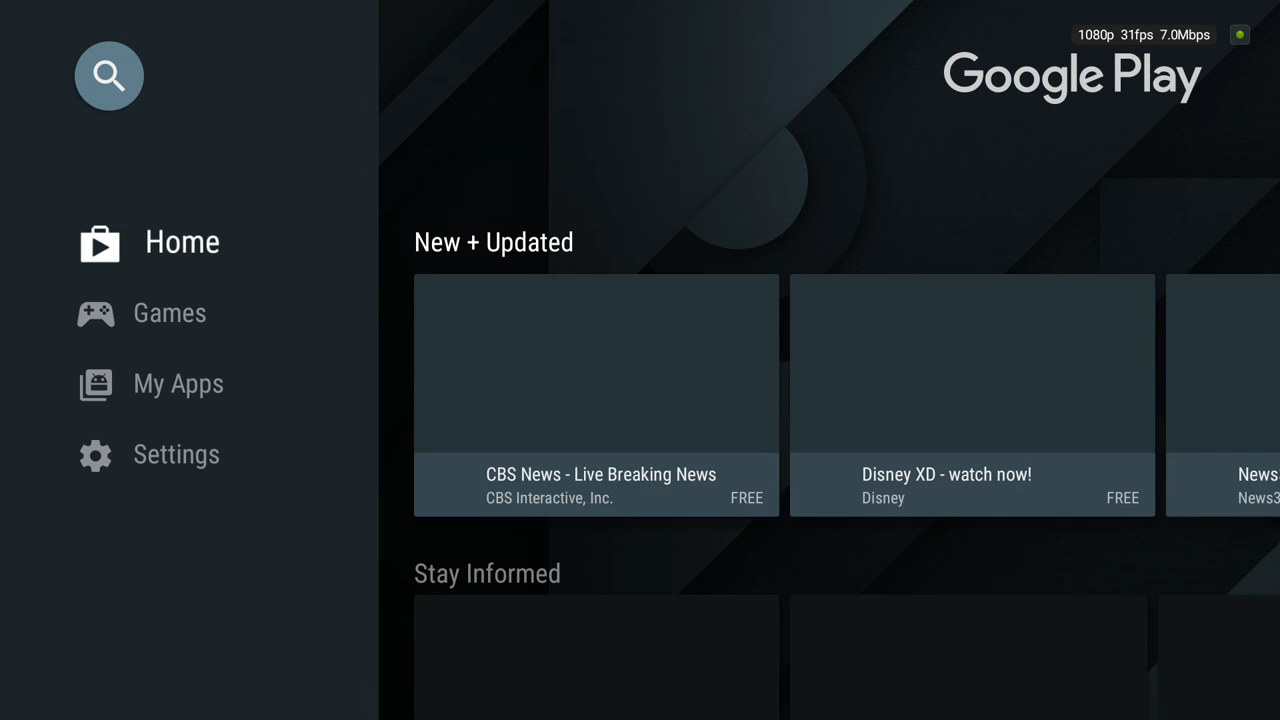 1080p 31fps 7.0Mbps
Google Play
Home
Games
My Apps
Settings
New + Updated
CBS News - Live Breaking News
CBS Interactive, Inc. FREE
Disney XD - watch now!
Disney FREE
News
News3
Stay Informed